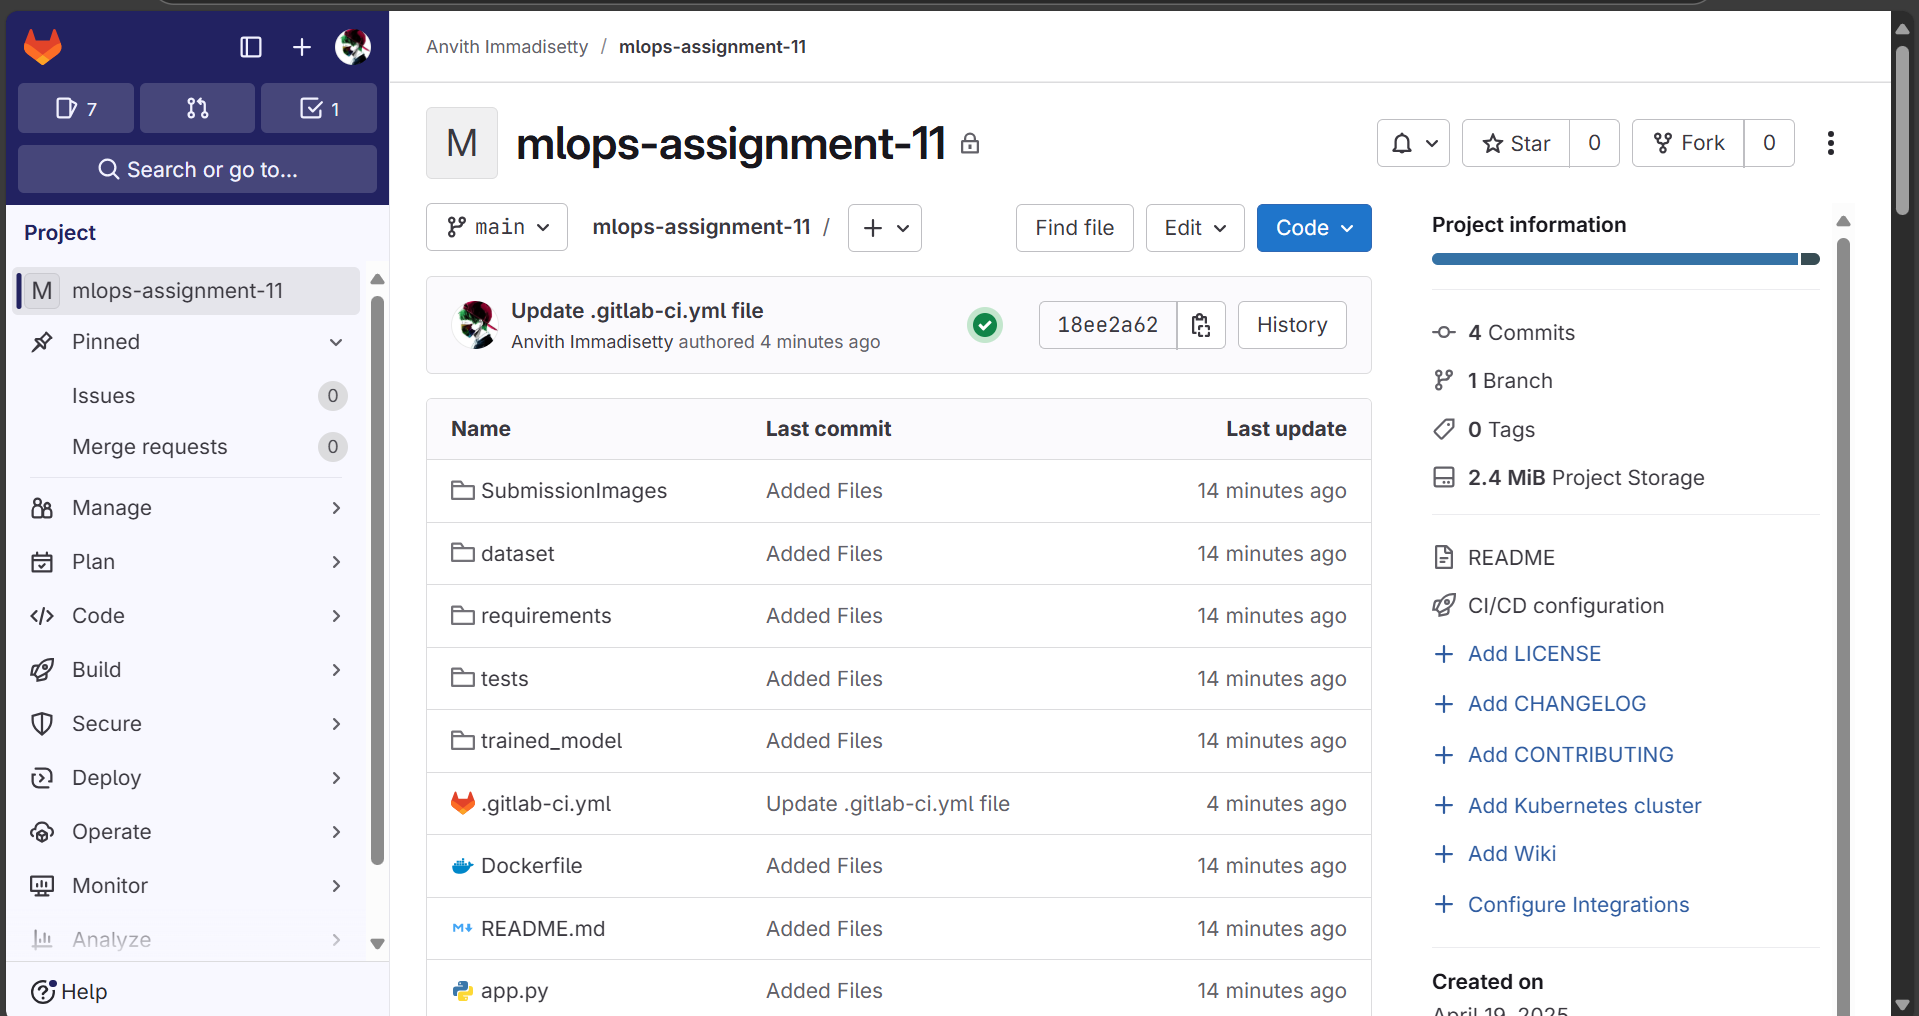 7
1
Search or go to...
Project
M mlops-assignment-11
Pinned
Issues 0
Merge requests 0
Manage
Plan
Code
Build
Secure
Deploy
Operate
Monitor
Analyze
Help
Anvith Immadisetty / mlops-assignment-11
M mlops-assignment-11
Star 0
Fork 0
main
mlops-assignment-11 /
Find file
Edit
Code
Update .gitlab-ci.yml file
Anvith Immadisetty authored 4 minutes ago
18ee2a62
History
Name Last commit Last update
SubmissionImages Added Files 14 minutes ago
dataset Added Files 14 minutes ago
requirements Added Files 14 minutes ago
tests Added Files 14 minutes ago
trained_model Added Files 14 minutes ago
.gitlab-ci.yml Update .gitlab-ci.yml file 4 minutes ago
Dockerfile Added Files 14 minutes ago
README.md Added Files 14 minutes ago
app.py Added Files 14 minutes ago
Project information
4 Commits
1 Branch
0 Tags
2.4 MiB Project Storage
README
CI/CD configuration
Add LICENSE
Add CHANGELOG
Add CONTRIBUTING
Add Kubernetes cluster
Add Wiki
Configure Integrations
Created on
April 19, 2025